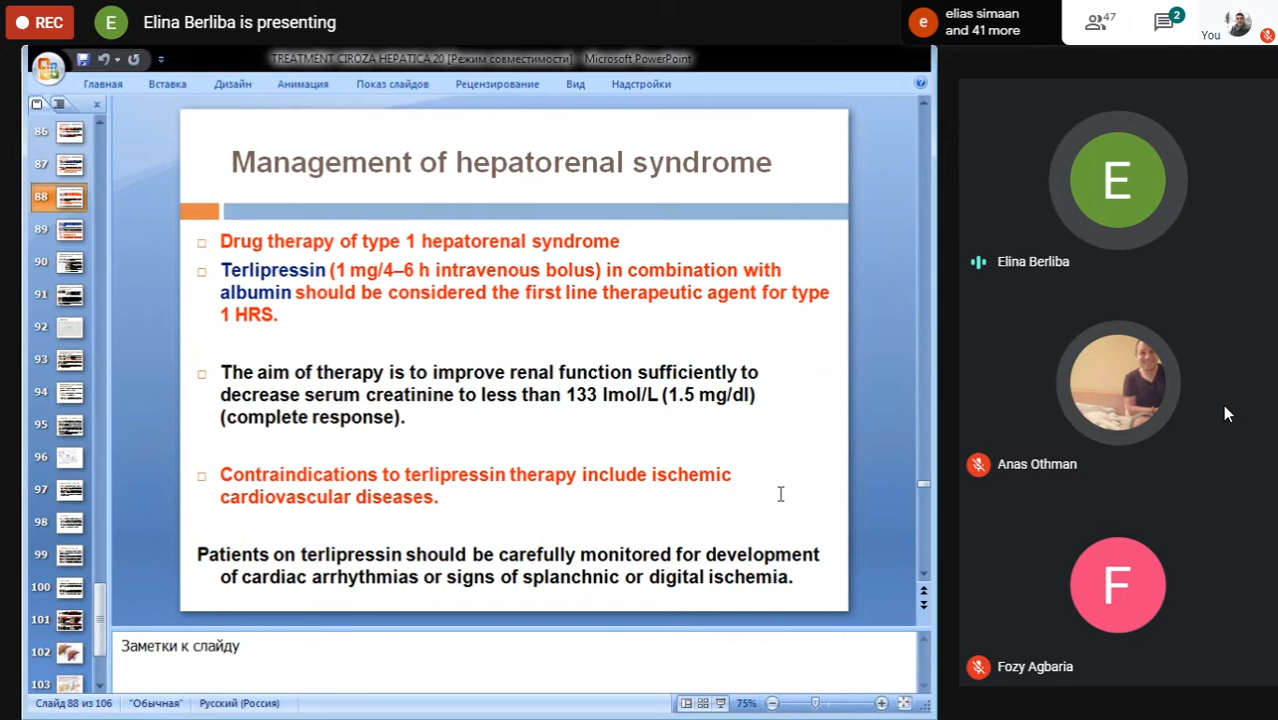 REC
E
Elina Berliba is presenting
e
elias simaan
and 41 more
47
2
You
TREATMENT CIROZA HEPATICA 20 [Режим совместимости] - Microsoft PowerPoint
Главная Вставка Дизайн Анимация Показ слайдов Рецензирование Вид Надстройки
86
87
88
89
90
91
92
93
94
95
96
97
98
99
100
101
102
103
Management of hepatorenal syndrome
Drug therapy of type 1 hepatorenal syndrome
Terlipressin (1 mg/4–6 h intravenous bolus) in combination with
albumin should be considered the first line therapeutic agent for type
1 HRS.
The aim of therapy is to improve renal function sufficiently to
decrease serum creatinine to less than 133 lmol/L (1.5 mg/dl)
(complete response).
Contraindications to terlipressin therapy include ischemic
cardiovascular diseases.
Patients on terlipressin should be carefully monitored for development
of cardiac arrhythmias or signs of splanchnic or digital ischemia.
Заметки к слайду
Слайд 88 из 106 "Обычная" Русский (Россия) 75%
E
Elina Berliba
Anas Othman
F
Fozy Agbaria